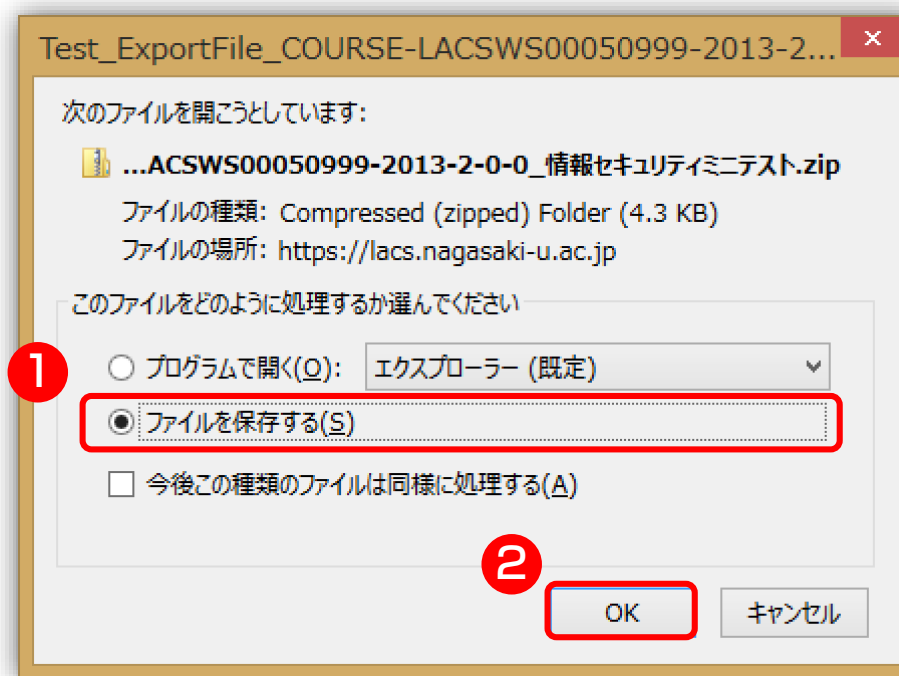 Test_ExportFile_COURSE-LACSWS00050999-2013-2...
次のファイルを開こうとしています:
...ACSWS00050999-2013-2-0-0_情報セキュリティミニテスト.zip
ファイルの種類: Compressed (zipped) Folder (4.3 KB)
ファイルの場所: https://lacs.nagasaki-u.ac.jp
このファイルをどのように処理するか選んでください
1
プログラムで開く(O): エクスプローラー (既定)
ファイルを保存する(S)
今後この種類のファイルは同様に処理する(A)
2
OK キャンセル